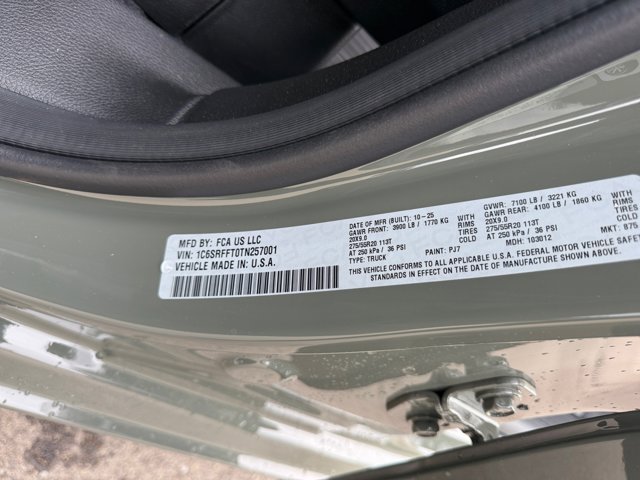 MFD BY: FCA US LLC
VIN: 1C6SRFFT0TN257001
VEHICLE MADE IN: U.S.A.
DATE OF MFR (BUILT): 10-25
GAWR FRONT: 3900 LB / 1770 KG WITH
20X9.0 RIMS
275/55R20 113T
AT 250 kPa / 36 PSI COLD
TYPE: TRUCK PAINT: PJ7
GVWR: 7100 LB / 3221 KG
GAWR REAR: 4100 LB / 1860 KG WITH
20X9.0 RIMS
275/55R20 113T
AT 250 kPa / 36 PSI COLD
MDH: 103012 MKT: 875
THIS VEHICLE CONFORMS TO ALL APPLICABLE U.S.A. FEDERAL MOTOR VEHICLE SAFE
STANDARDS IN EFFECT ON THE DATE OF MANUFACTURE SHOWN ABOVE.